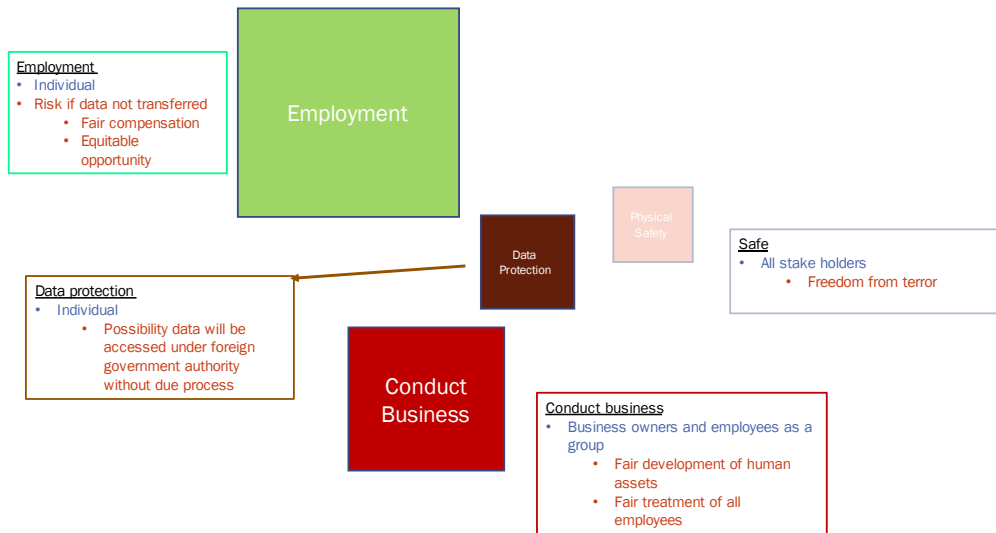 Employment
Employment
• Individual
• Risk if data not transferred
• Fair compensation
• Equitable
opportunity
Physical
Safety
Data
Protection
Safe
• All stake holders
• Freedom from terror
Data protection
• Individual
• Possibility data will be
accessed under foreign
government authority
without due process
Conduct
Business
Conduct business
• Business owners and employees as a
group
• Fair development of human
assets
• Fair treatment of all
employees